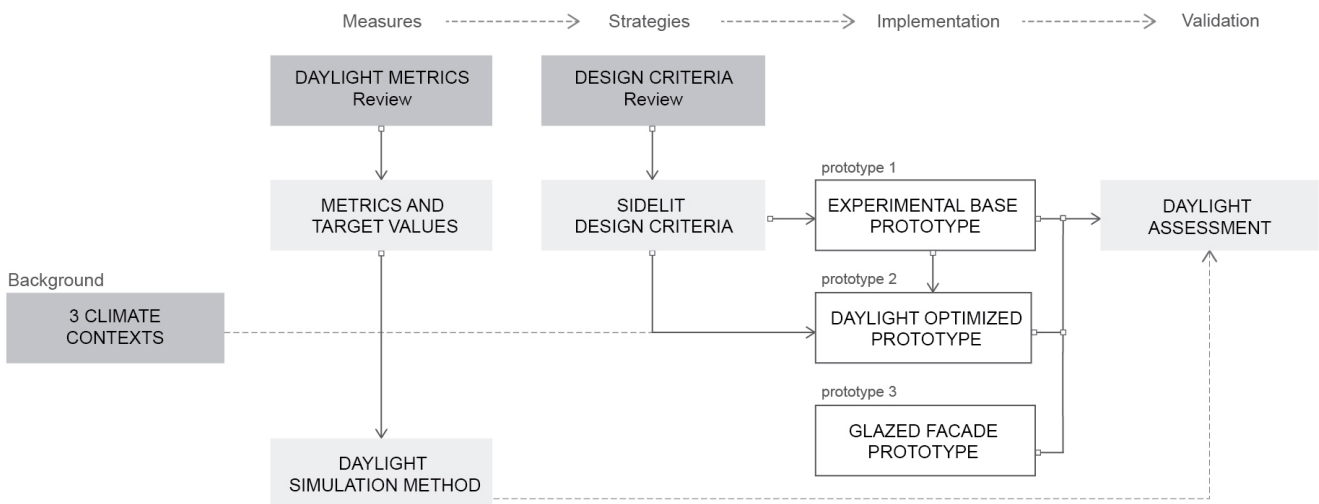 Measures
Strategies
Implementation
Validation
DAYLIGHT METRICS
Review
DESIGN CRITERIA
Review
prototype 1
METRICS AND
TARGET VALUES
SIDELIT
DESIGN CRITERIA
EXPERIMENTAL BASE
PROTOTYPE
DAYLIGHT
ASSESSMENT
Background
3 CLIMATE
CONTEXTS
prototype 2
DAYLIGHT OPTIMIZED
PROTOTYPE
prototype 3
GLAZED FACADE
PROTOTYPE
DAYLIGHT
SIMULATION METHOD